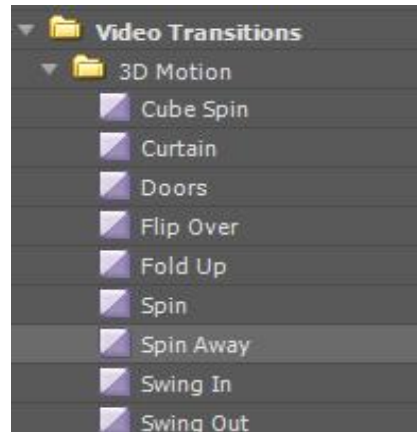 Video Transitions
3D Motion
Cube Spin
Curtain
Doors
Flip Over
Fold Up
Spin
Spin Away
Swing In
Swing Out